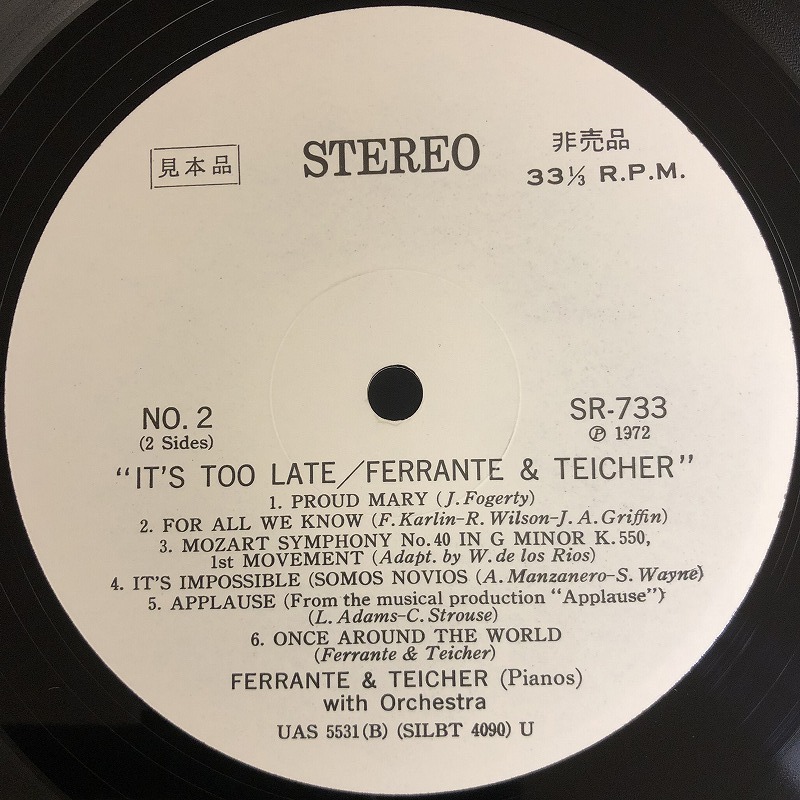 見本品
STEREO
非売品
33⅓ R.P.M.
NO. 2
(2 Sides)
SR-733
Ⓟ 1972
"IT'S TOO LATE/FERRANTE & TEICHER"
1. PROUD MARY (J. Fogerty)
2. FOR ALL WE KNOW (F. Karlin-R. Wilson-J. A. Griffin)
3. MOZART SYMPHONY No. 40 IN G MINOR K. 550,
1st MOVEMENT (Adapt. by W. de los Rios)
4. IT'S IMPOSSIBLE (SOMOS NOVIOS (A. Manzanero-S. Wayne)
5. APPLAUSE (From the musical production "Applause")
(L. Adams-C. Strouse)
6. ONCE AROUND THE WORLD
(Ferrante & Teicher)
FERRANTE & TEICHER (Pianos)
with Orchestra
UAS 5531(B) (SILBT 4090) U